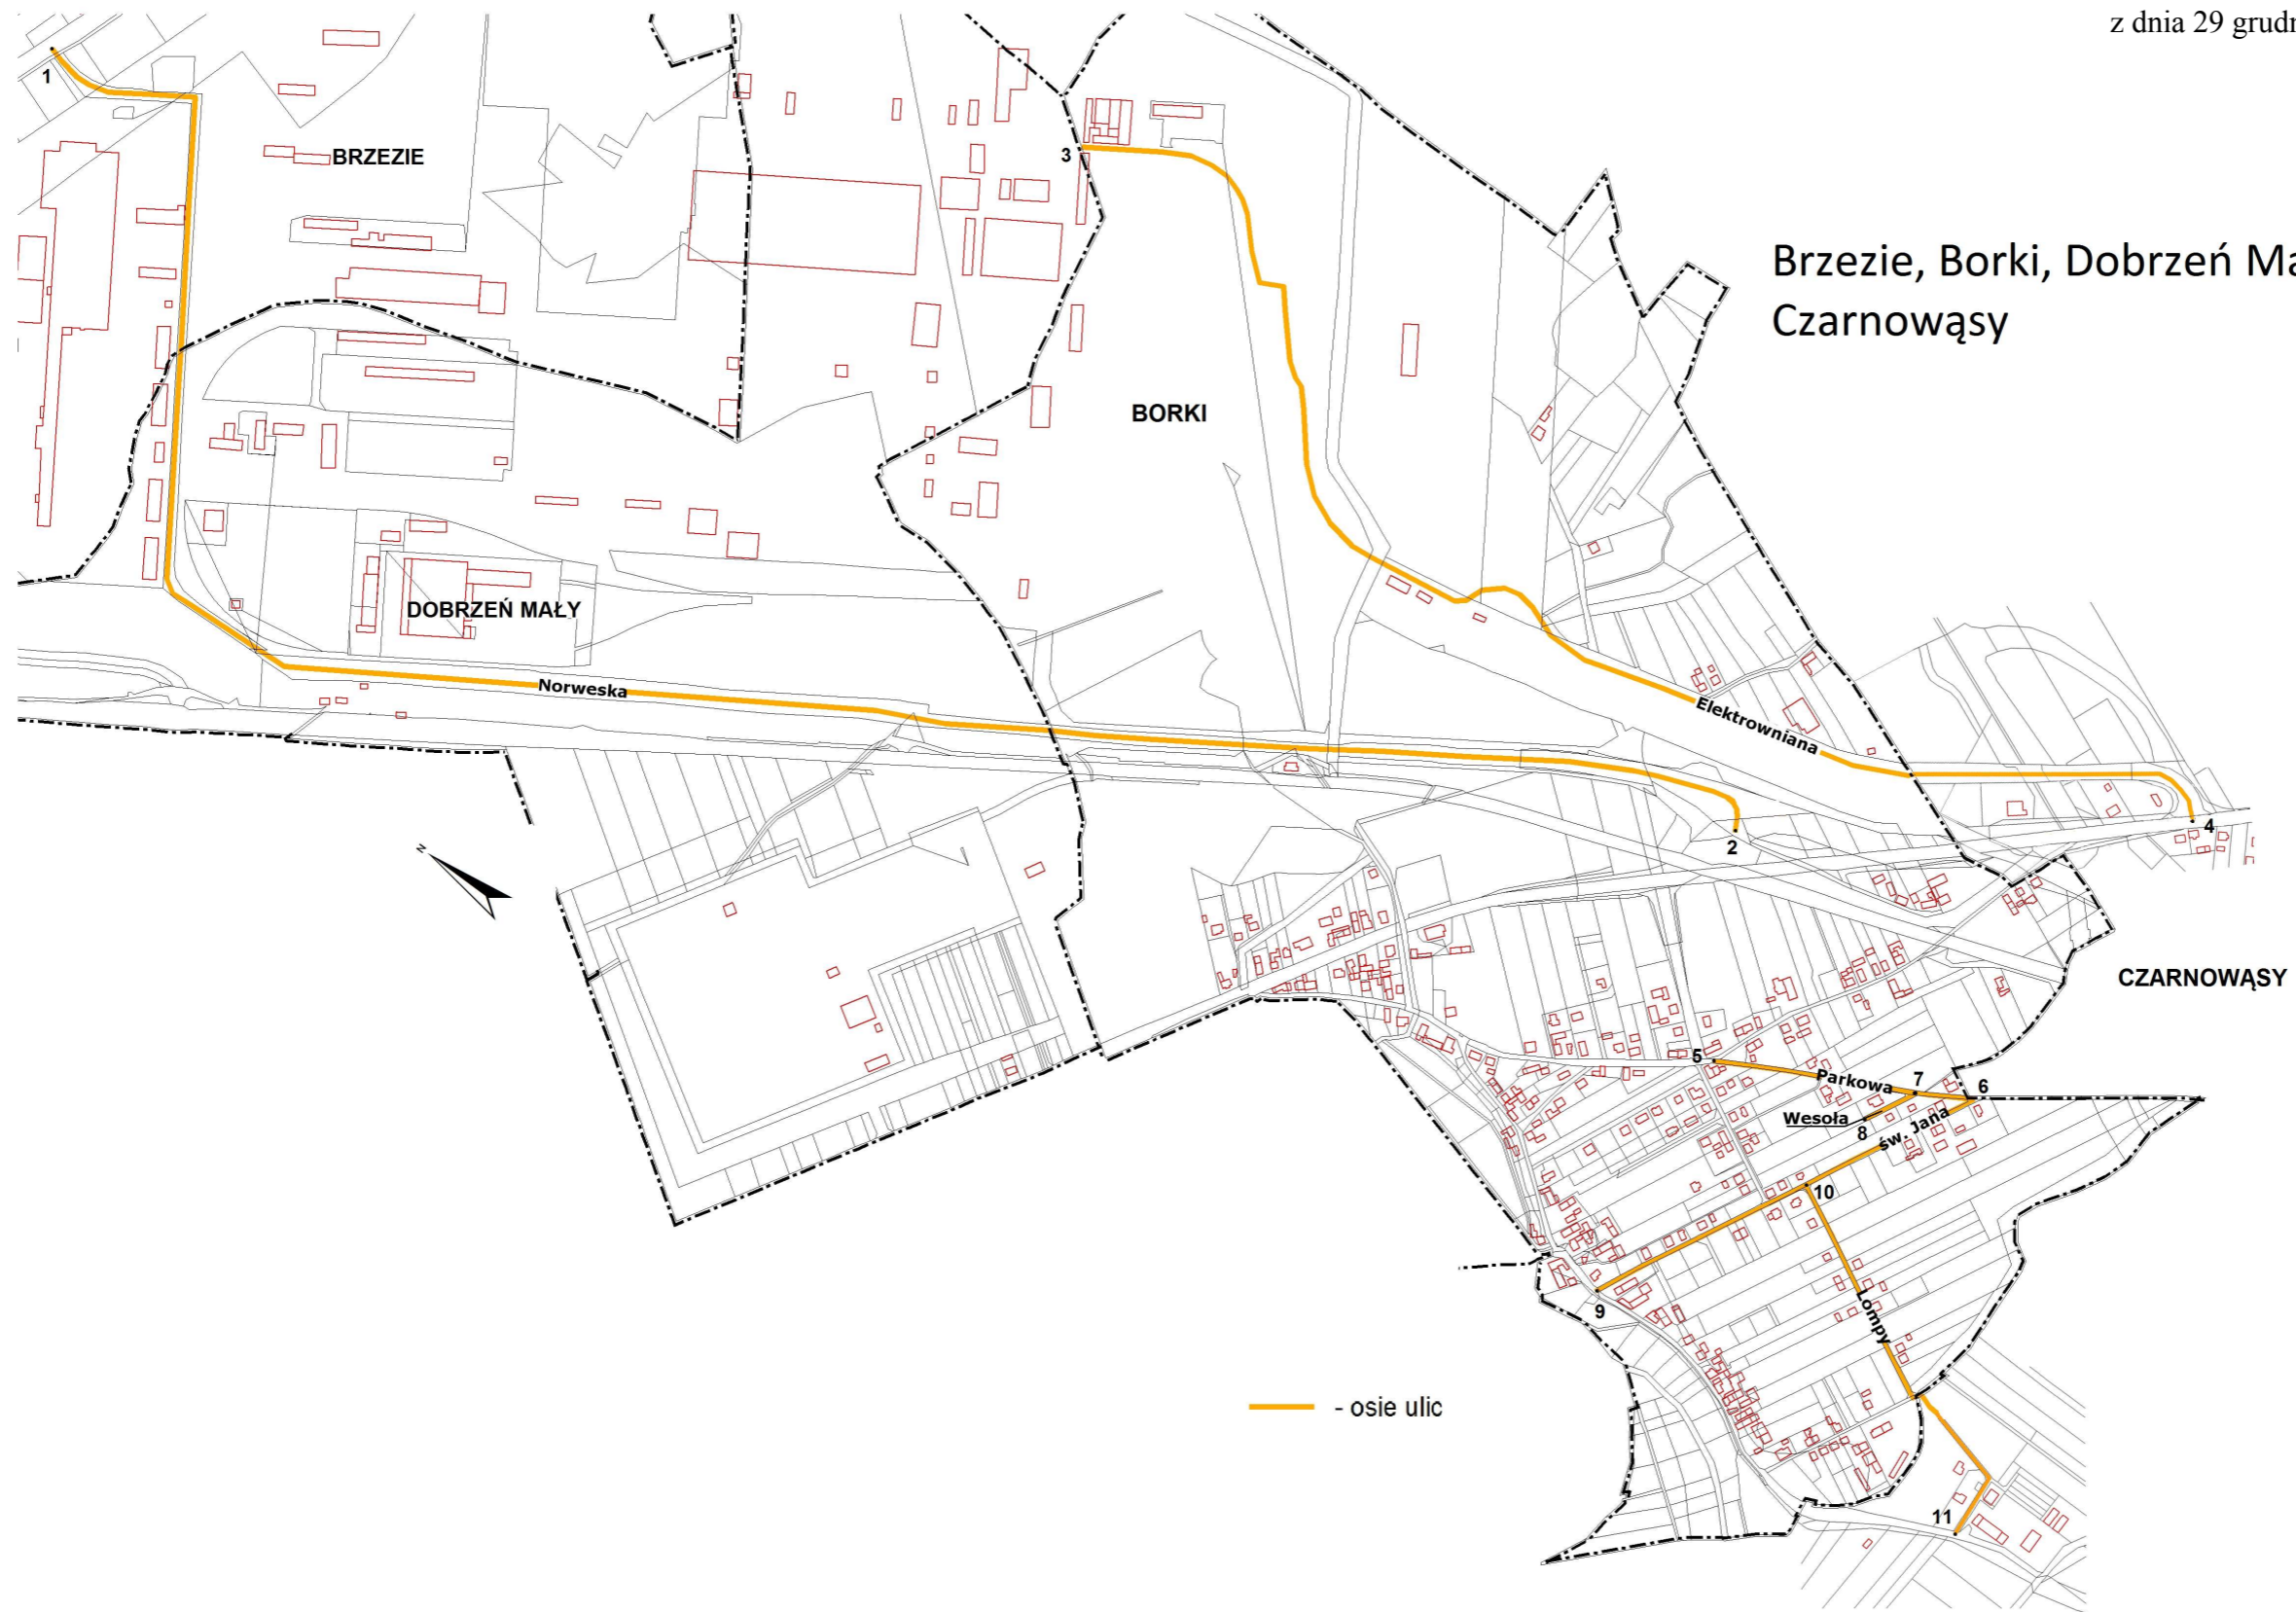 z dnia 29 grudn
1
BRZEZIE
3
Brzezie, Borki, Dobrzeń Ma
Czarnowąsy
BORKI
DOBRZEŃ MAŁY
Norweska
Elektrowniana
4
2
N
CZARNOWĄSY
5
Parkowa
7
6
Wesoła
8
św. Jana
10
9
Lompy
- osie ulic
11